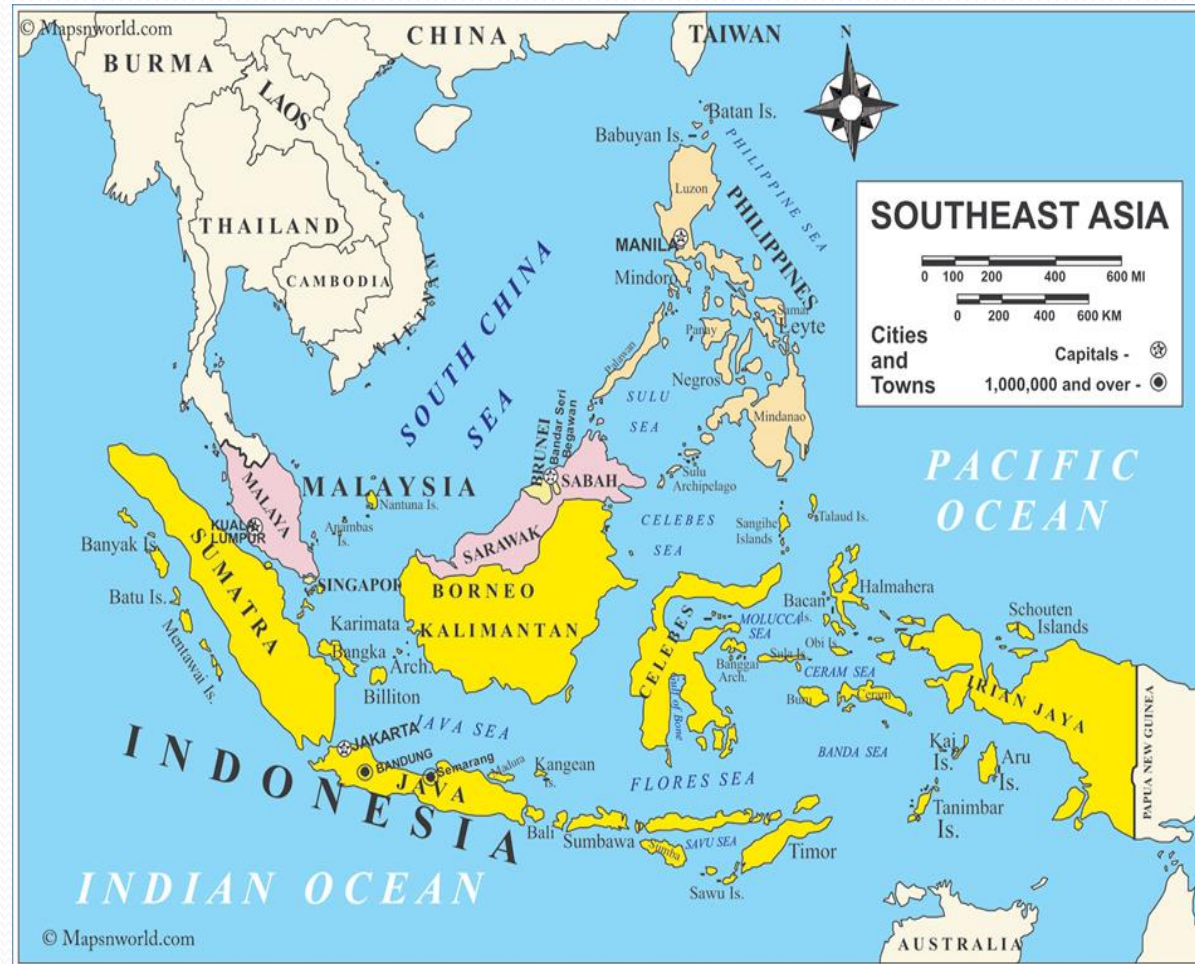 © Mapsnworld.com
CHINA
TAIWAN
BURMA
LAOS
N
Batan Is.
Babuyan Is.
PHILIPPINE SEA
Luzon
PHILIPPINES
THAILAND
MANILA
SOUTHEAST ASIA
0 100 200 400 600 MI
0 200 400 600 KM
Cities
and
Towns
Capitals -
1,000,000 and over -
CAMBODIA
VIETNAM
Mindoro
Samar
Leyte
Panay
SOUTH CHINA
SEA
Palawan
Negros
SULU
SEA
Mindanao
BRUNEI
Bandar Seri
Begawan
SABAH
Sulu
Archipelago
PACIFIC
OCEAN
MALAYSIA
MALAYA
Nantuna Is.
Anambas
Is.
KUALA
LUMPUR
SARAWAK
CELEBES
SEA
Sangihe
Islands
Talaud Is.
Banyak Is.
SUMATRA
SINGAPOR
BORNEO
KALIMANTAN
Batu Is.
Mentawai Is.
Karimata
Arch.
Bangka
Billiton
CELEBES
MOLUCCA
SEA
Bacan
Is.
Halmahera
Obi Is.
Schouten
Islands
Banggai
Arch.
Sula Is.
CERAM SEA
Gulf of Bone
Buru
Ceram
IRIAN JAYA
PAPUA NEW GUINEA
JAVA SEA
JAKARTA
BANDUNG
Semarang
JAVA
Madura
Kangean
Is.
BANDA SEA
Kai
Is.
Aru
Is.
FLORES SEA
Tanimbar
Is.
INDONESIA
Bali
Sumbawa
Sumba
SAVU SEA
Timor
Sawu Is.
INDIAN OCEAN
AUSTRALIA
© Mapsnworld.com